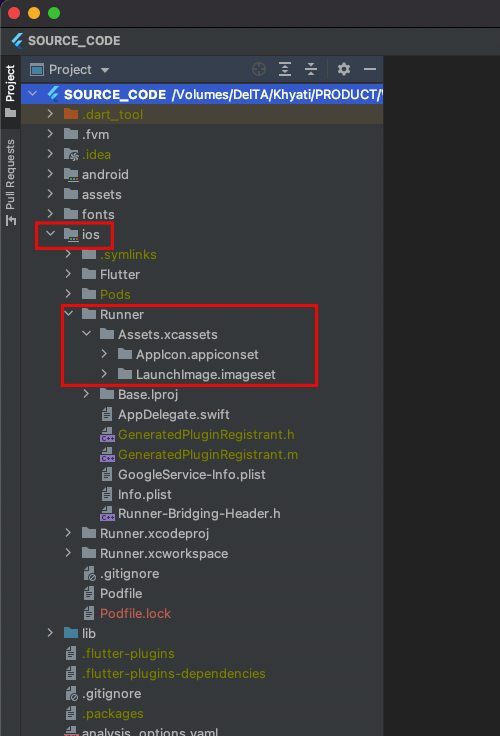 SOURCE_CODE
Project
Project
SOURCE_CODE /Volumes/DelTA/Khyati/PRODUCT/
.dart_tool
.fvm
.idea
android
assets
fonts
ios
.symlinks
Flutter
Pods
Runner
Assets.xcassets
AppIcon.appiconset
LaunchImage.imageset
Base.lproj
AppDelegate.swift
GeneratedPluginRegistrant.h
GeneratedPluginRegistrant.m
GoogleService-Info.plist
Info.plist
Runner-Bridging-Header.h
Runner.xcodeproj
Runner.xcworkspace
.gitignore
Podfile
Podfile.lock
lib
.flutter-plugins
.flutter-plugins-dependencies
.gitignore
.packages
analysis_options.yaml
Pull Requests